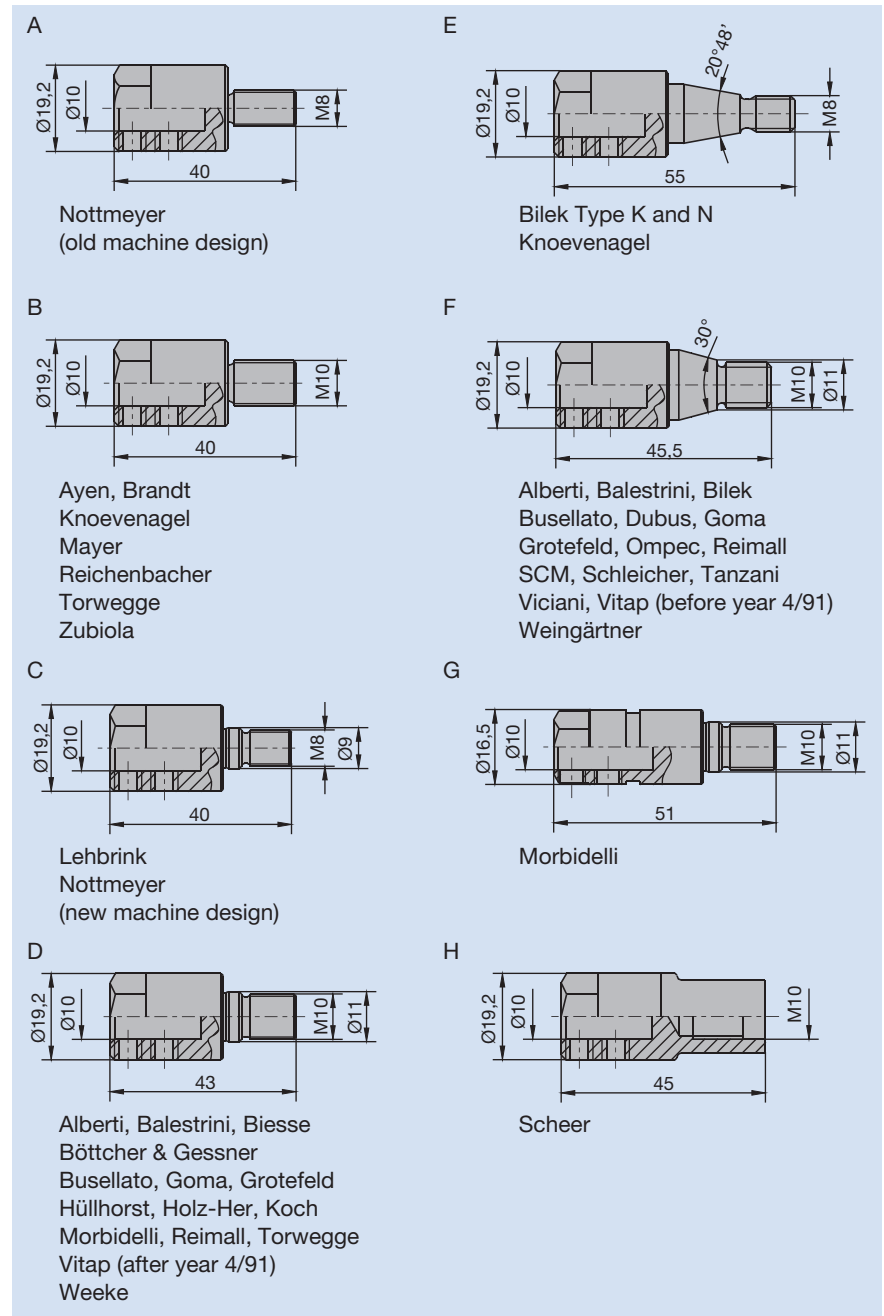 A
Ø19,2
Ø10
M8
40
Nottmeyer
(old machine design)
B
Ø19,2
Ø10
M10
40
Ayen, Brandt
Knoevenagel
Mayer
Reichenbacher
Torwegge
Zubiola
C
Ø19,2
Ø10
M8
Ø9
40
Lehbrink
Nottmeyer
(new machine design)
D
Ø19,2
Ø10
M10
Ø11
43
Alberti, Balestrini, Biesse
Böttcher & Gessner
Busellato, Goma, Grotefeld
Hüllhorst, Holz-Her, Koch
Morbidelli, Reimall, Torwegge
Vitap (after year 4/91)
Weeke
E
Ø19,2
Ø10
20°48’
M8
55
Bilek Type K and N
Knoevenagel
F
Ø19,2
Ø10
30°
M10
Ø11
45,5
Alberti, Balestrini, Bilek
Busellato, Dubus, Goma
Grotefeld, Ompec, Reimall
SCM, Schleicher, Tanzani
Viciani, Vitap (before year 4/91)
Weingärtner
G
Ø16,5
Ø10
M10
Ø11
51
Morbidelli
H
Ø19,2
Ø10
M10
45
Scheer